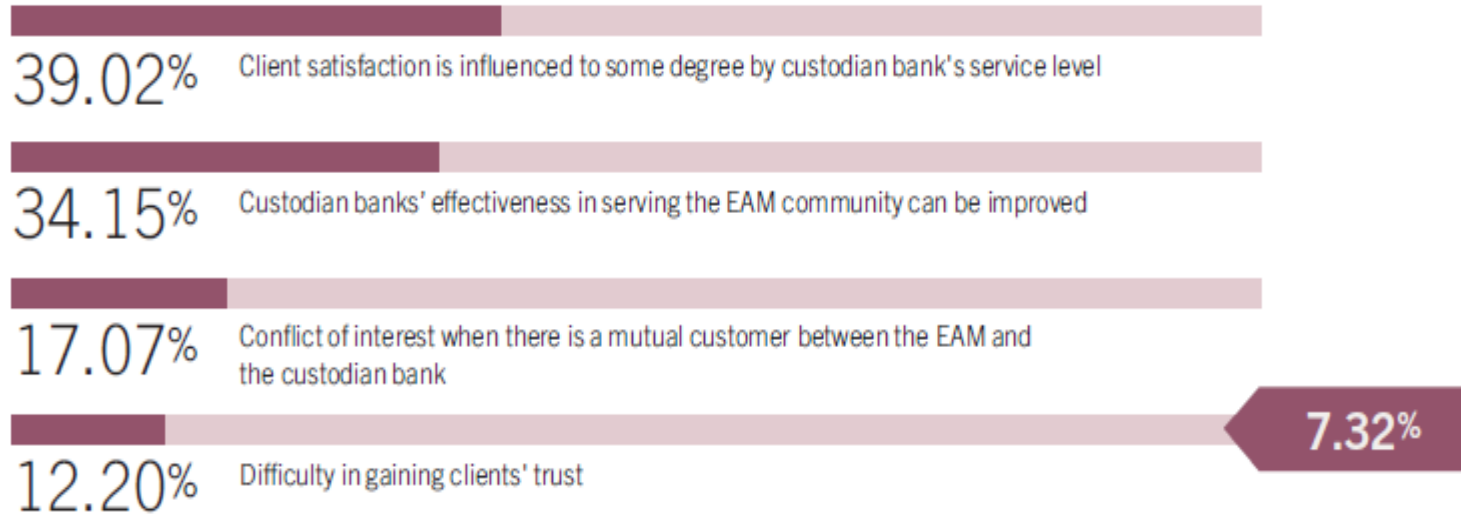 39.02% Client satisfaction is influenced to some degree by custodian bank's service level
34.15% Custodian banks' effectiveness in serving the EAM community can be improved
17.07% Conflict of interest when there is a mutual customer between the EAM and
the custodian bank
7.32%
12.20% Difficulty in gaining clients' trust